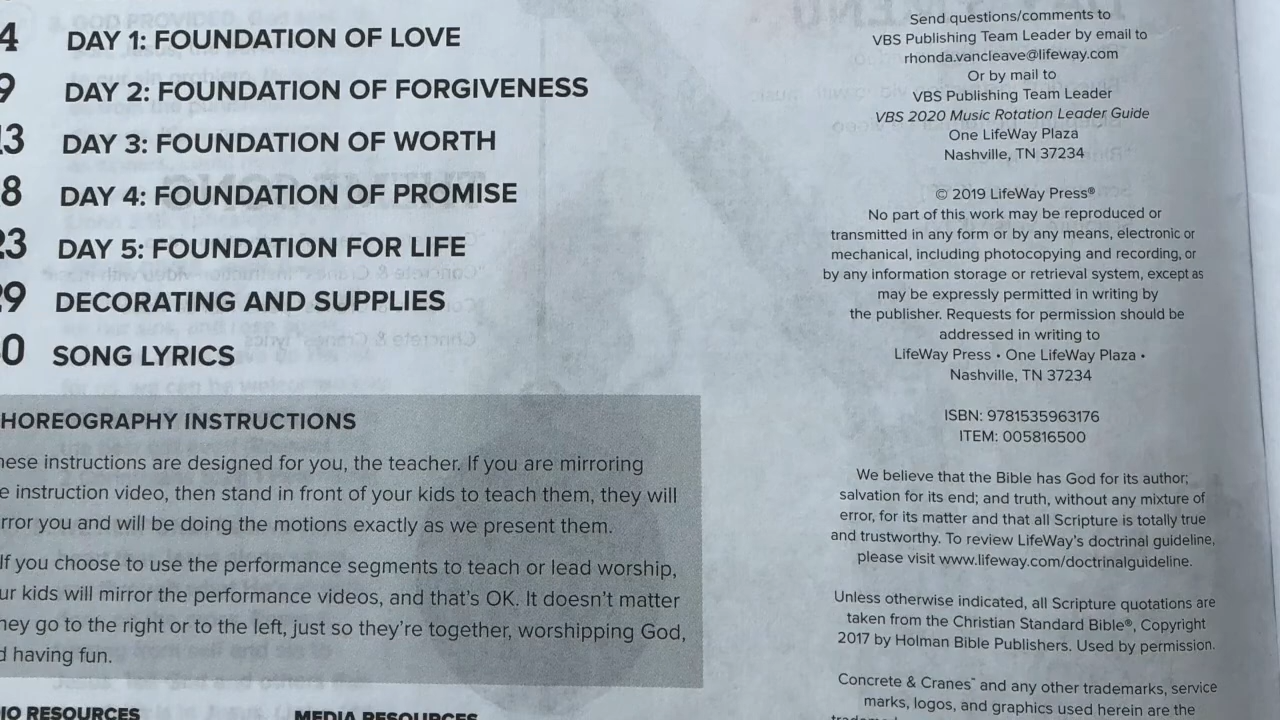 4 DAY 1: FOUNDATION OF LOVE
9 DAY 2: FOUNDATION OF FORGIVENESS
13 DAY 3: FOUNDATION OF WORTH
8 DAY 4: FOUNDATION OF PROMISE
23 DAY 5: FOUNDATION FOR LIFE
29 DECORATING AND SUPPLIES
0 SONG LYRICS
HOREOGRAPHY INSTRUCTIONS
hese instructions are designed for you, the teacher. If you are mirroring
e instruction video, then stand in front of your kids to teach them, they will
rror you and will be doing the motions exactly as we present them.
If you choose to use the performance segments to teach or lead worship,
ur kids will mirror the performance videos, and that's OK. It doesn't matter
hey go to the right or to the left, just so they're together, worshipping God,
d having fun.
IO RESOURCES
MEDIA RESOURCES
Send questions/comments to
VBS Publishing Team Leader by email to
rhonda.vancleave@lifeway.com
Or by mail to
VBS Publishing Team Leader
VBS 2020 Music Rotation Leader Guide
One LifeWay Plaza
Nashville, TN 37234
© 2019 LifeWay Press®
No part of this work may be reproduced or
transmitted in any form or by any means, electronic or
mechanical, including photocopying and recording, or
by any information storage or retrieval system, except as
may be expressly permitted in writing by
the publisher. Requests for permission should be
addressed in writing to
LifeWay Press • One LifeWay Plaza •
Nashville, TN 37234
ISBN: 9781535963176
ITEM: 005816500
We believe that the Bible has God for its author;
salvation for its end; and truth, without any mixture of
error, for its matter and that all Scripture is totally true
and trustworthy. To review LifeWay's doctrinal guideline,
please visit www.lifeway.com/doctrinalguideline.
Unless otherwise indicated, all Scripture quotations are
taken from the Christian Standard Bible®, Copyright
2017 by Holman Bible Publishers. Used by permission.
Concrete & Cranes™ and any other trademarks, service
marks, logos, and graphics used herein are the